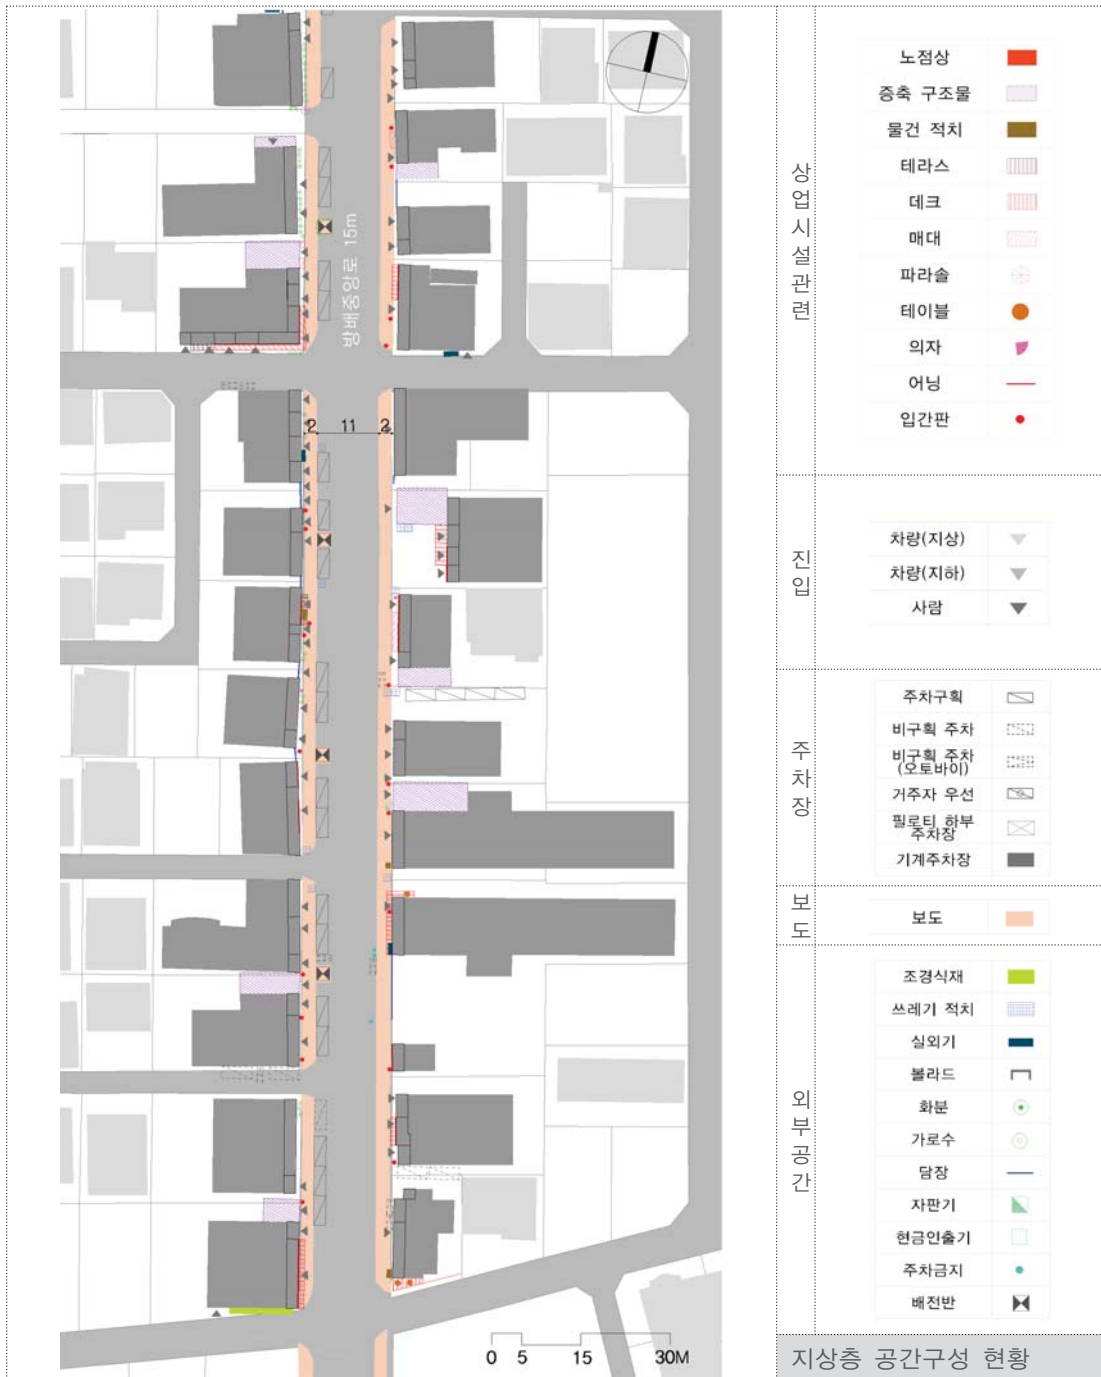 방배중앙로 15m
2 11 2
0 5 15 30M
상업시설관련
노점상
증축 구조물
물건 적치
테라스
데크
매대
파라솔
테이블
의자
어닝
입간판
진입
차량(지상)
차량(지하)
사람
주차장
주차구획
비구획 주차
비구획 주차
(오토바이)
거주자 우선
필로티 하부
주차장
기계주차장
보도
보도
외부공간
조경식재
쓰레기 적치
실외기
볼라드
화분
가로수
담장
자판기
현금인출기
주차금지
배전반
지상층 공간구성 현황